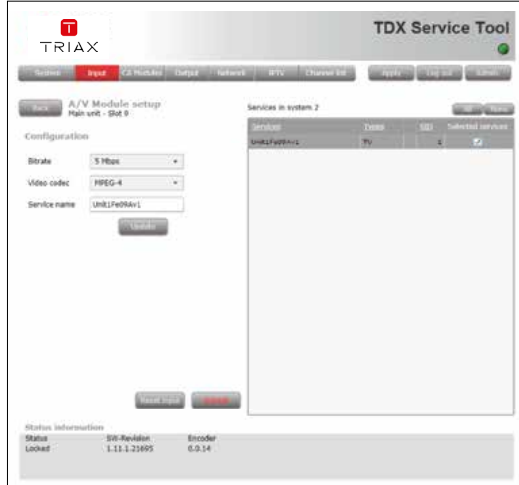 TRIAX
TDX Service Tool
System Input CA Modules Output Network IPTV Channel list Apply Log out Admin
Back
A/V Module setup
Main unit - Slot 9
Services in system 2
All None
Configuration
Services Types SID Selected services
Unit1Fe09Av1 TV 1
Bitrate 5 Mbps
Video codec MPEG-4
Service name Unit1Fe09Av1
Update
Reset Input
Status information
Status SW-Revision Encoder
Locked 1.11.1.21695 0.0.14